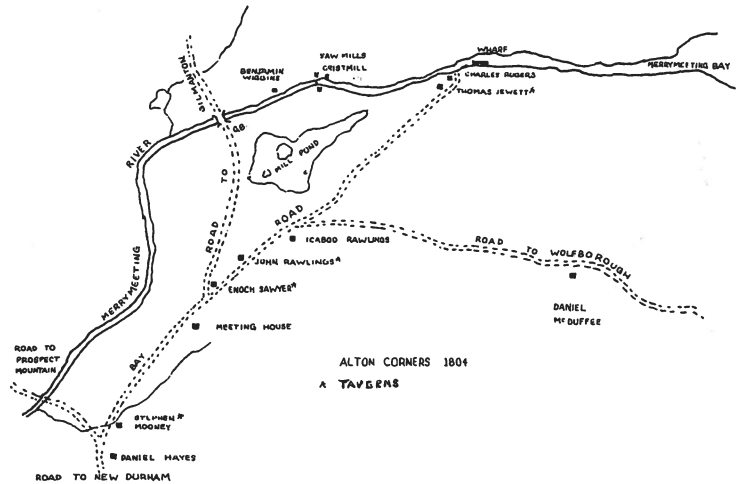 WHARF
SAW MILLS
GRISTMILL
BENJAMIN
WIGGINS
CHARLES ROGERS
MERRYMEETING BAY
THOMAS JEWETT *
GILMANTON
TO
ROAD
RIVER
MERRYMEETING
MILL POND
ROAD
BAY
ICABOD RAWLINGS
ROAD TO WOLFBOROUGH
JOHN RAWLINGS *
ENOCH SAWYER *
MEETING HOUSE
DANIEL
McDUFFEE
ROAD TO
PROSPECT
MOUNTAIN
ALTON CORNERS 1804
* TAVERNS
STEPHEN *
MOONEY
DANIEL HAYES
ROAD TO NEW DURHAM